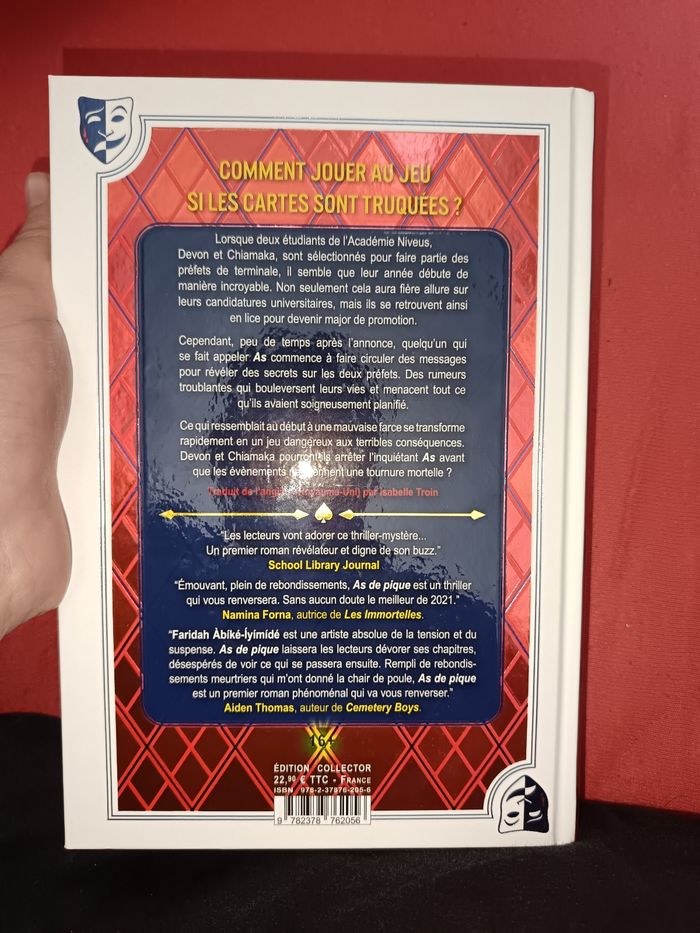 COMMENT JOUER AU JEU
SI LES CARTES SONT TRUQUÉES ?
Lorsque deux étudiants de l'Académie Niveus,
Devon et Chiamaka, sont sélectionnés pour faire partie des
préfets de terminale, il semble que leur année débute de
manière incroyable. Non seulement cela aura fière allure sur
leurs candidatures universitaires, mais ils se retrouvent ainsi
en lice pour devenir major de promotion.
Cependant, peu de temps après l'annonce, quelqu'un qui
se fait appeler As commence à faire circuler des messages
pour révéler des secrets sur les deux préfets. Des rumeurs
troublantes qui bouleversent leurs vies et menacent tout ce
qu'ils avaient soigneusement planifié.
Ce qui ressemblait au début à une mauvaise farce se transforme
rapidement en un jeu dangereux aux terribles conséquences.
Devon et Chiamaka pourront-ils arrêter l'inquiétant As avant
que les évènements ne prennent une tournure mortelle ?
Traduit de l'anglais (Royaume-Uni) par Isabelle Troin
"Les lecteurs vont adorer ce thriller-mystère...
Un premier roman révélateur et digne de son buzz."
School Library Journal
"Émouvant, plein de rebondissements, As de pique est un thriller
qui vous renversera. Sans aucun doute le meilleur de 2021."
Namina Forna, autrice de Les Immortelles.
"Faridah Àbíké-Íyímídé est une artiste absolue de la tension et du
suspense. As de pique laissera les lecteurs dévorer ses chapitres,
désespérés de voir ce qui se passera ensuite. Rempli de rebondis-
sements meurtriers qui m'ont donné la chair de poule, As de pique
est un premier roman phénoménal qui va vous renverser."
Aiden Thomas, auteur de Cemetery Boys.
16+
ÉDITION COLLECTOR
22,90 € TTC - FRANCE
ISBN 978-2-37876-205-6
9 782378 762056